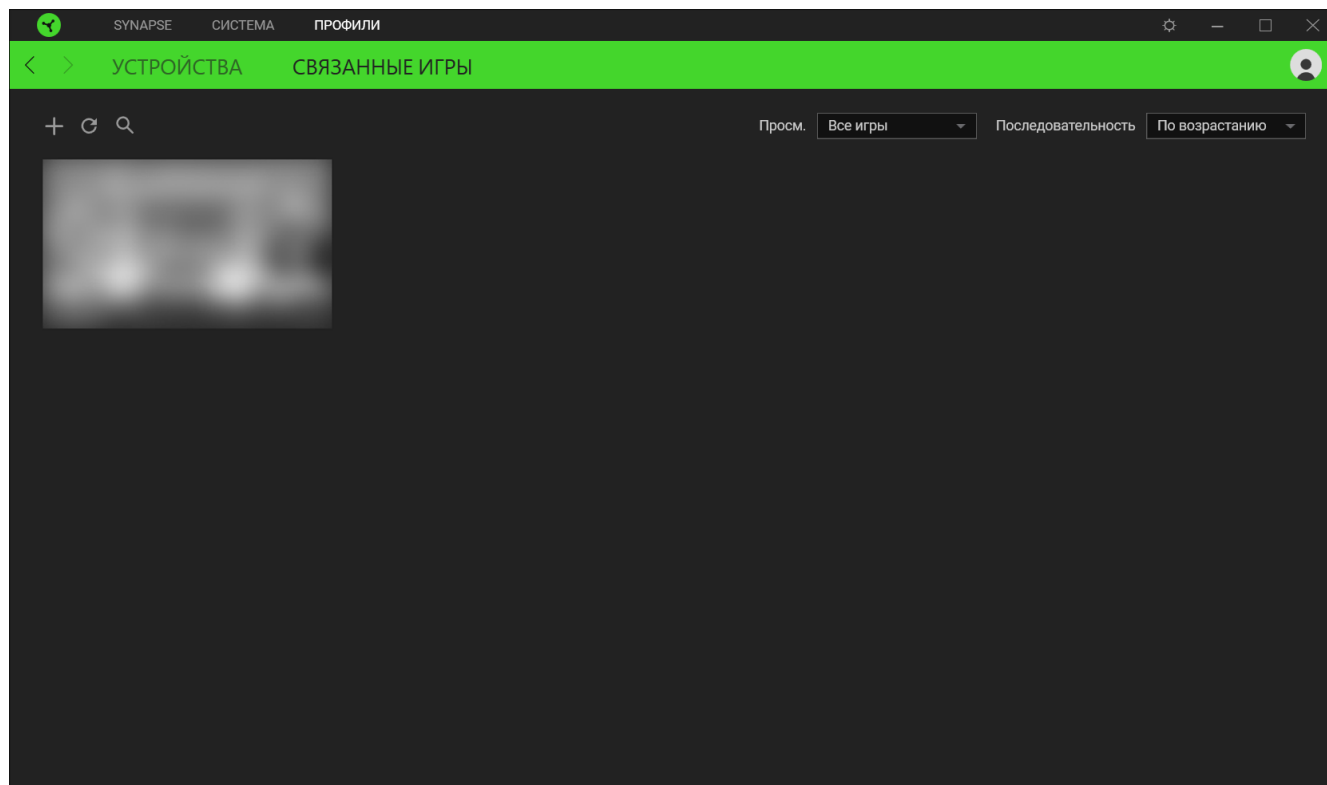 SYNAPSE СИСТЕМА ПРОФИЛИ
УСТРОЙСТВА СВЯЗАННЫЕ ИГРЫ
Просм. Все игры Последовательность По возрастанию